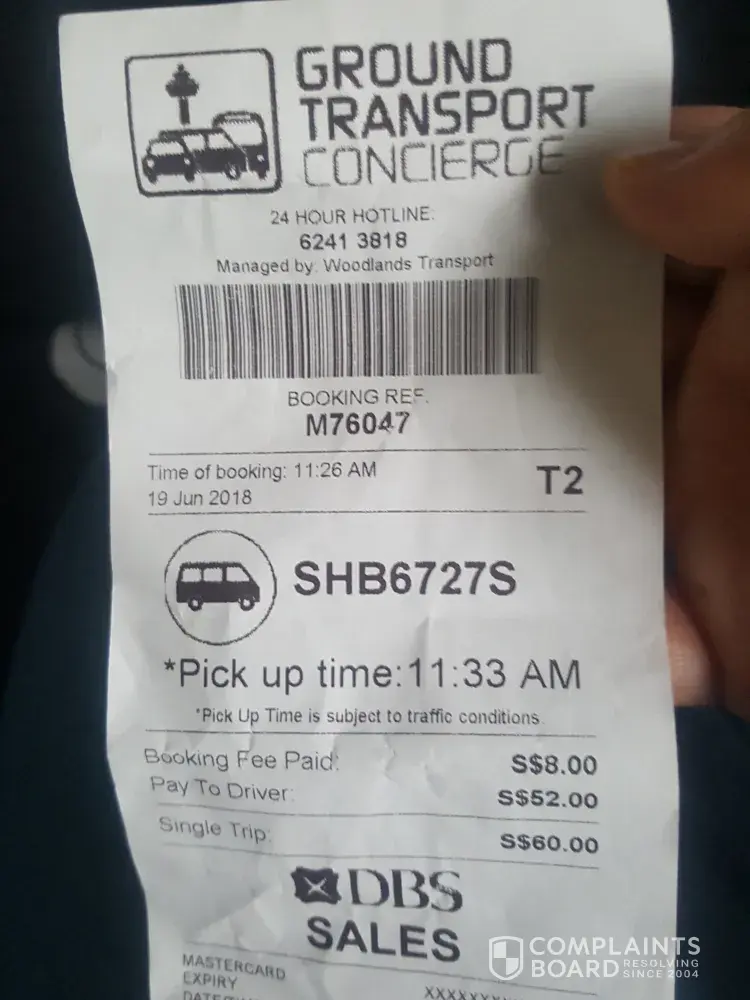 GROUND
TRANSPORT
CONCIERGE
24 HOUR HOTLINE:
6241 3818
Managed by: Woodlands Transport
BOOKING REF.
M76047
Time of booking: 11:26 AM
19 Jun 2018
T2
SHB6727S
*Pick up time:11:33 AM
*Pick Up Time is subject to traffic conditions.
Booking Fee Paid: S$8.00
Pay To Driver: S$52.00
Single Trip: S$60.00
DBS
SALES
MASTERCARD
EXPIRY
COMPLAINTS
BOARD RESOLVING
SINCE 2004